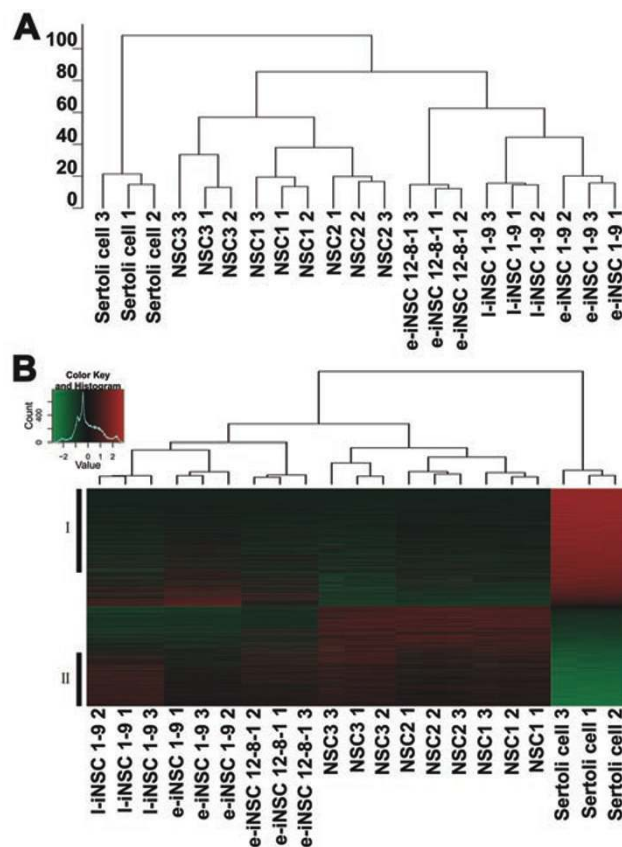 A
100
80
60
40
20
0
Sertoli cell 3
Sertoli cell 1
Sertoli cell 2
NSC3 3
NSC3 1
NSC3 2
NSC1 3
NSC1 1
NSC1 2
NSC2 1
NSC2 2
NSC2 3
e-iNSC 12-8-1 3
e-iNSC 12-8-1 1
e-iNSC 12-8-1 2
l-iNSC 1-9 3
l-iNSC 1-9 1
l-iNSC 1-9 2
e-iNSC 1-9 2
e-iNSC 1-9 3
e-iNSC 1-9 1
B
Color Key
and Histogram
Count
0 400
-2 -1 0 1 2
Value
I
II
l-iNSC 1-9 2
l-iNSC 1-9 1
l-iNSC 1-9 3
e-iNSC 1-9 1
e-iNSC 1-9 3
e-iNSC 1-9 2
e-iNSC 12-8-1 2
e-iNSC 12-8-1 1
e-iNSC 12-8-1 3
NSC3 3
NSC3 1
NSC3 2
NSC2 1
NSC2 2
NSC2 3
NSC1 3
NSC1 2
NSC1 1
Sertoli cell 3
Sertoli cell 1
Sertoli cell 2